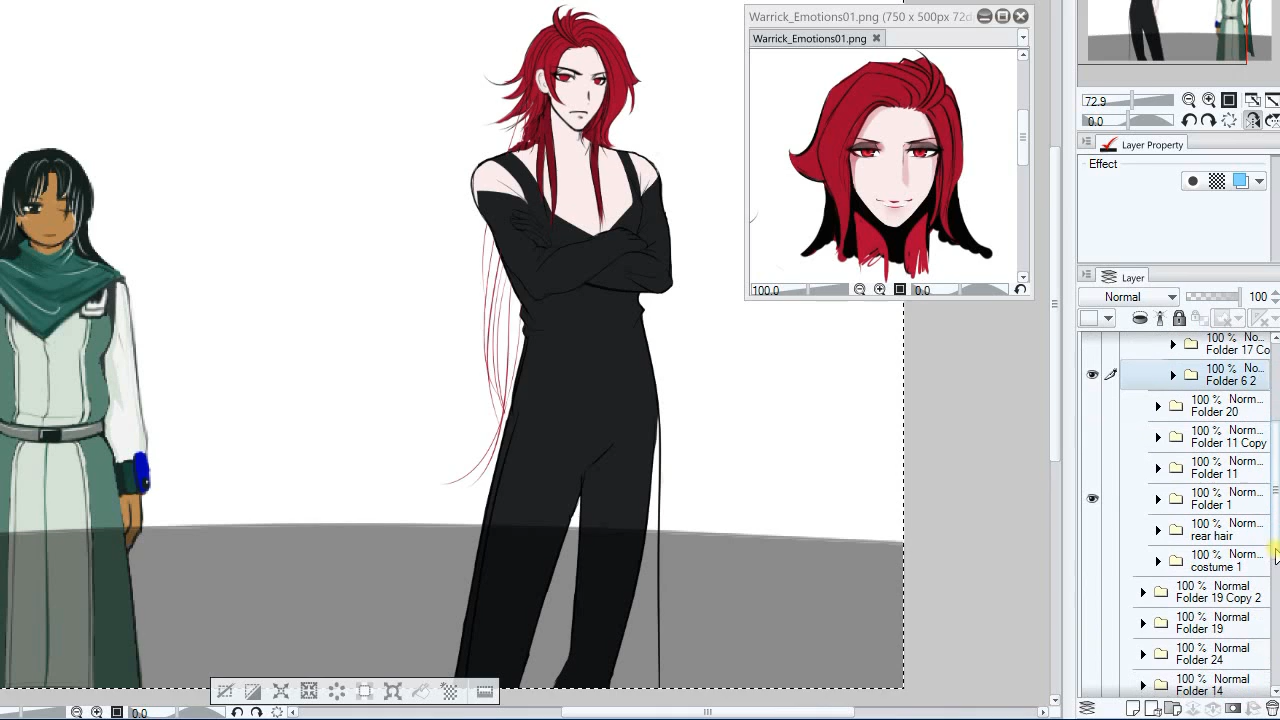 Warrick_Emotions01.png (750 x 500px 72d
Warrick_Emotions01.png
100.0
0.0
72.9
0.0
Layer Property
Effect
Layer
Normal
100
100 % No...
Folder 17 Co
100 % No...
Folder 6 2
100 % Norm...
Folder 20
100 % Norm...
Folder 11 Copy
100 % Norm...
Folder 11
100 % Norm...
Folder 1
100 % Norm...
rear hair
100 % Norm...
costume 1
100 % Normal
Folder 19 Copy 2
100 % Normal
Folder 19
100 % Normal
Folder 24
100 % Normal
Folder 14
0.0